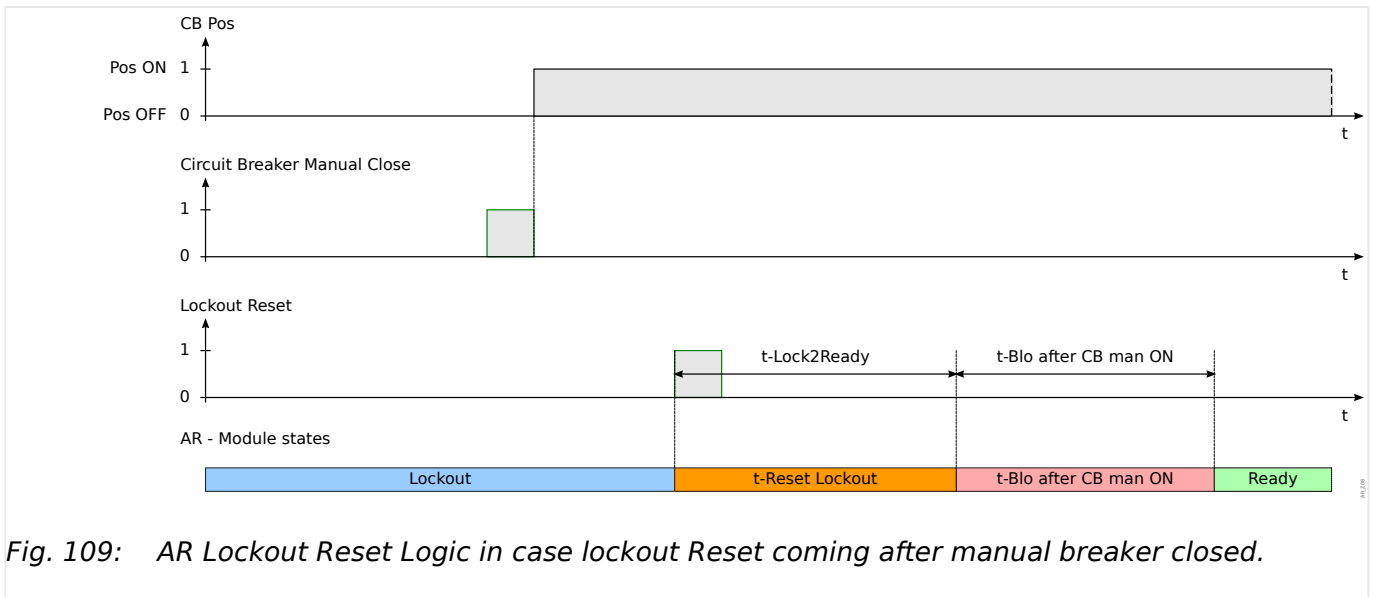 CB Pos
Pos ON 1
Pos OFF 0
t
Circuit Breaker Manual Close
1
0
t
Lockout Reset
1 t-Lock2Ready t-Blo after CB man ON
0
t
AR - Module states
Lockout t-Reset Lockout t-Blo after CB man ON Ready
Fig. 109: AR Lockout Reset Logic in case lockout Reset coming after manual breaker closed.